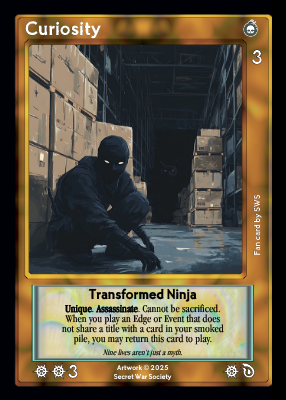 Curiosity
3
Fan card by SWS
Transformed Ninja
Unique. Assassinate. Cannot be sacrificed.
When you play an Edge or Event that does
not share a title with a card in your smoked
pile, you may return this card to play.
Nine lives aren't just a myth.
3
Artwork © 2025
Secret War Society